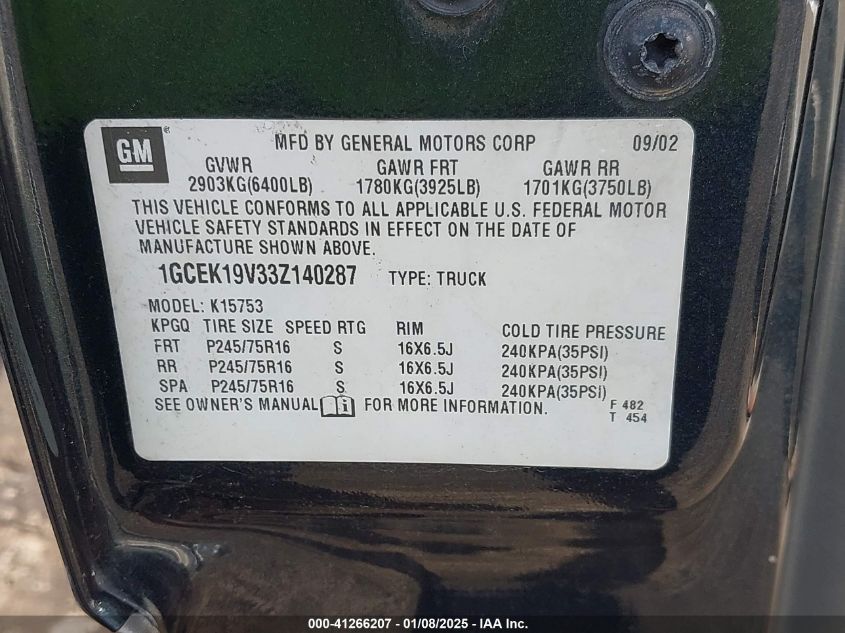 GM
MFD BY GENERAL MOTORS CORP 09/02
GVWR GAWR FRT GAWR RR
2903KG(6400LB) 1780KG(3925LB) 1701KG(3750LB)
THIS VEHICLE CONFORMS TO ALL APPLICABLE U.S. FEDERAL MOTOR
VEHICLE SAFETY STANDARDS IN EFFECT ON THE DATE OF
MANUFACTURE SHOWN ABOVE.
1GCEK19V33Z140287 TYPE: TRUCK
MODEL: K15753
KPGQ TIRE SIZE SPEED RTG RIM COLD TIRE PRESSURE
FRT P245/75R16 S 16X6.5J 240KPA(35PSI)
RR P245/75R16 S 16X6.5J 240KPA(35PSI)
SPA P245/75R16 S 16X6.5J 240KPA(35PSI)
SEE OWNER'S MANUAL FOR MORE INFORMATION.
F 482
T 454
000-41266207 - 01/08/2025 - IAA Inc.